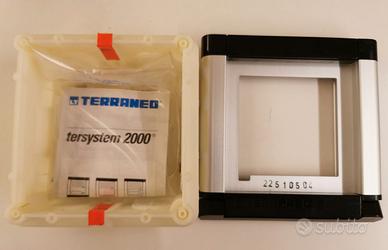 TERRANEO
tersystem 2000®
22510504
subito